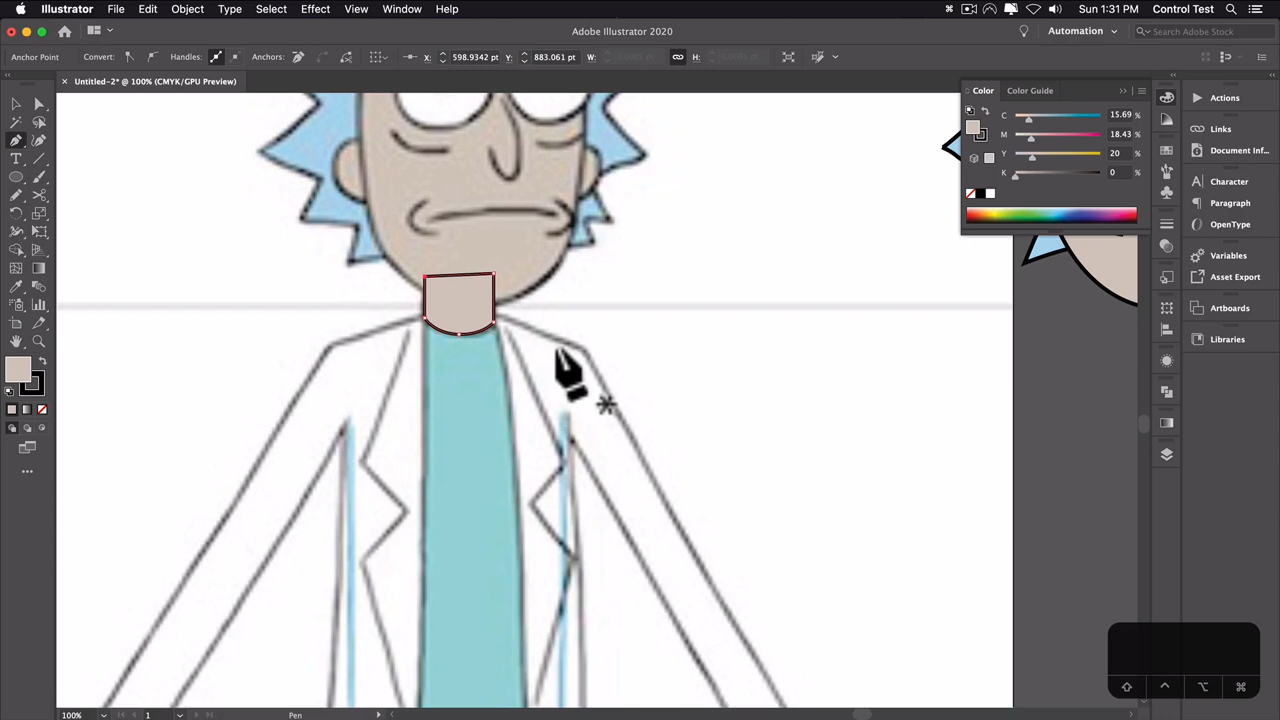 Illustrator File Edit Object Type Select Effect View Window Help
Sun 1:31 PM Control Test
Adobe Illustrator 2020
Automation
Search Adobe Stock
Anchor Point Convert: Handles: Anchors: X: 598.9342 pt Y: 883.061 pt W: H:
Untitled-2* @ 100% (CMYK/GPU Preview)
Color Color Guide
C 15.69 %
M 18.43 %
Y 20 %
K 0 %
Actions
Links
Document Inf...
Character
Paragraph
OpenType
Variables
Asset Export
Artboards
Libraries
100% 1 Pen